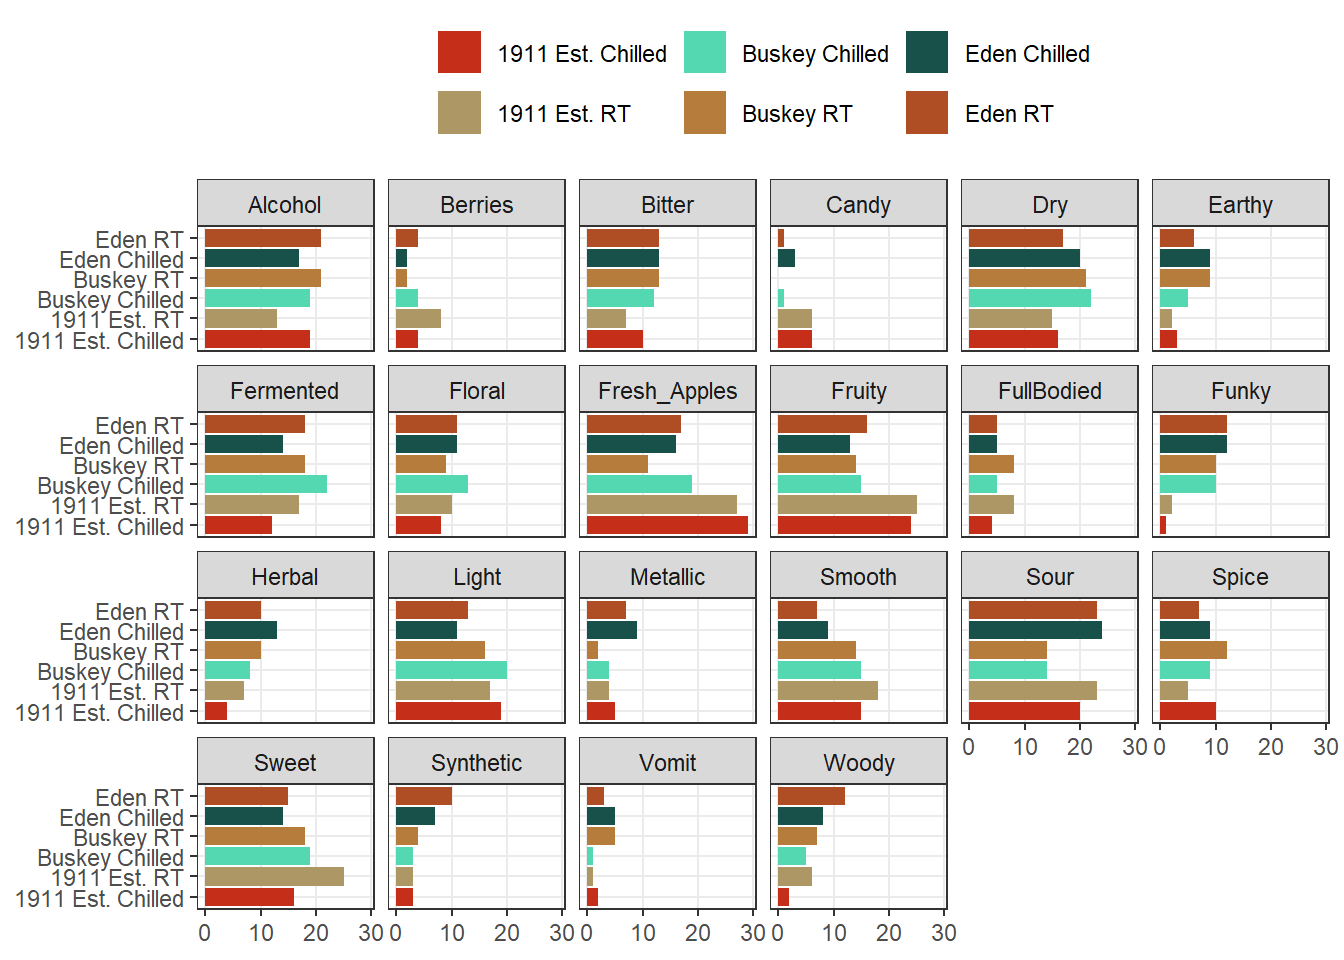 1911 Est. Chilled Buskey Chilled Eden Chilled
1911 Est. RT Buskey RT Eden RT
Alcohol Berries Bitter Candy Dry Earthy
Eden RT
Eden Chilled
Buskey RT
Buskey Chilled
1911 Est. RT
1911 Est. Chilled
Fermented Floral Fresh_Apples Fruity FullBodied Funky
Eden RT
Eden Chilled
Buskey RT
Buskey Chilled
1911 Est. RT
1911 Est. Chilled
Herbal Light Metallic Smooth Sour Spice
Eden RT
Eden Chilled
Buskey RT
Buskey Chilled
1911 Est. RT
1911 Est. Chilled
0 10 20 30 0 10 20 30
Sweet Synthetic Vomit Woody
Eden RT
Eden Chilled
Buskey RT
Buskey Chilled
1911 Est. RT
1911 Est. Chilled
0 10 20 30 0 10 20 30 0 10 20 30 0 10 20 30